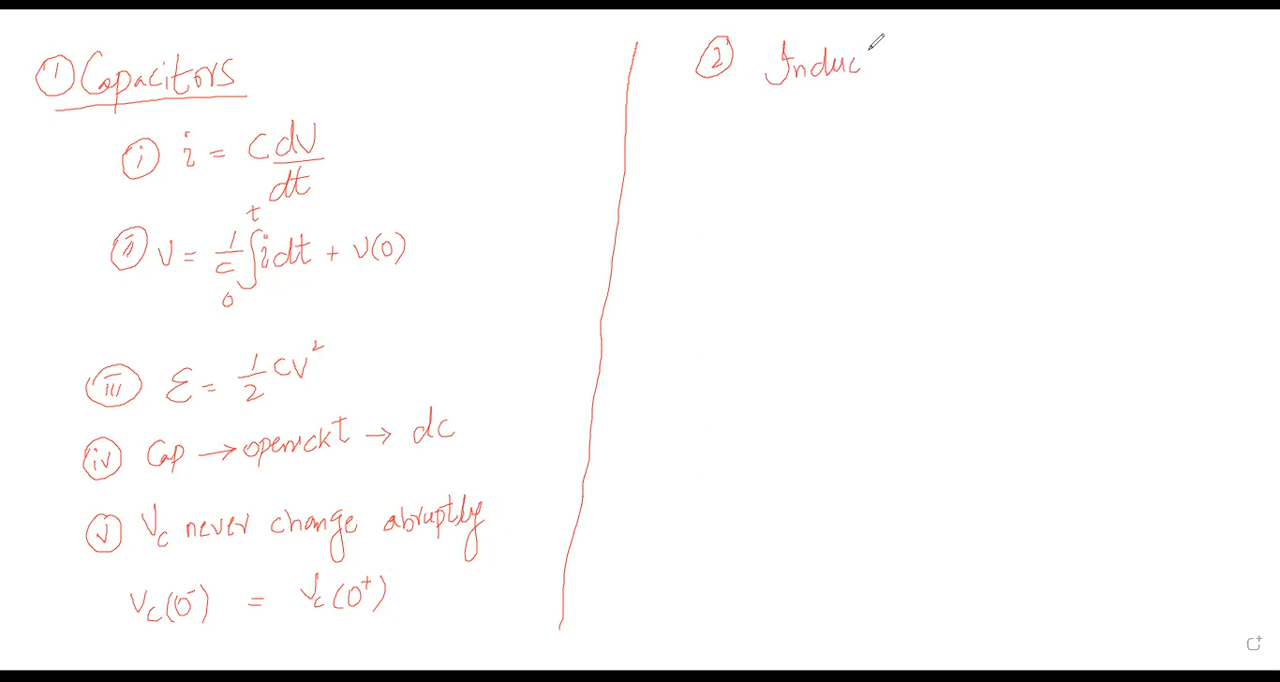 ① Capacitors
ⓘ i = C dv/dt
ⓘⓘ V = 1/C ∫₀ᵗ i dt + V(0)
ⓘⓘⓘ Ɛ = 1/2 CV²
ⓘⓥ Cap → openckt → dc
ⓥ Vc never change abruptly
Vc(0⁻) = Vc(0⁺)
② Induc